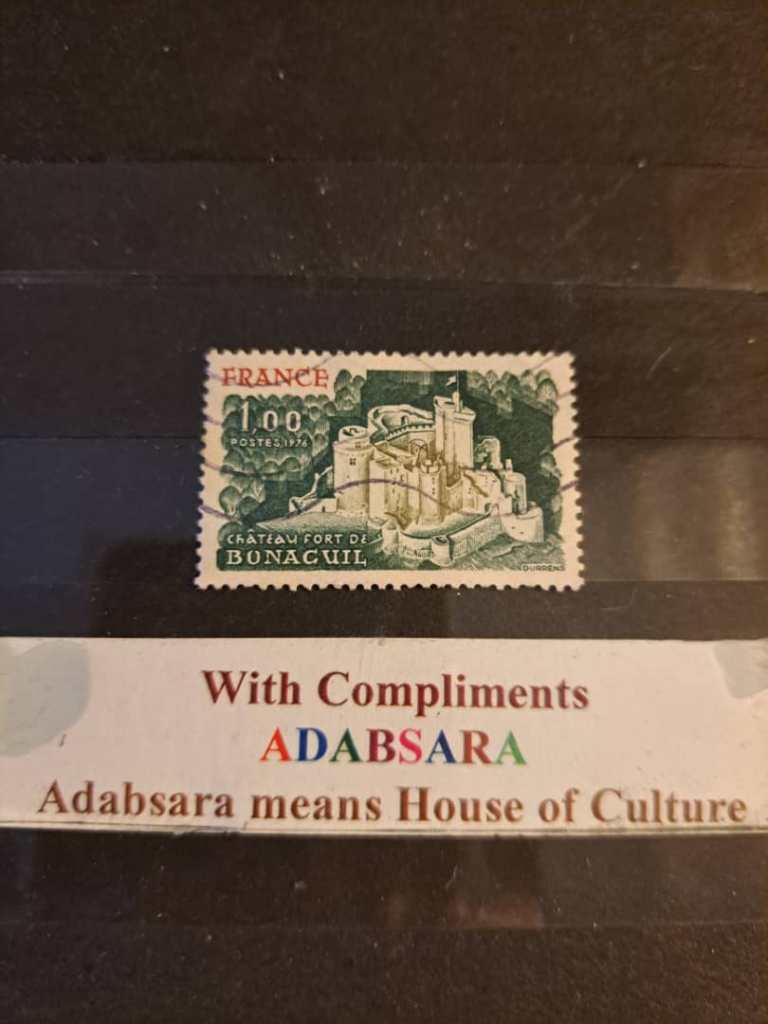 FRANCE
1,00
POSTES 1976
CHÂTEAU FORT DE
BONAGUIL
DURRENS
With Compliments
ADABSARA
Adabsara means House of Culture